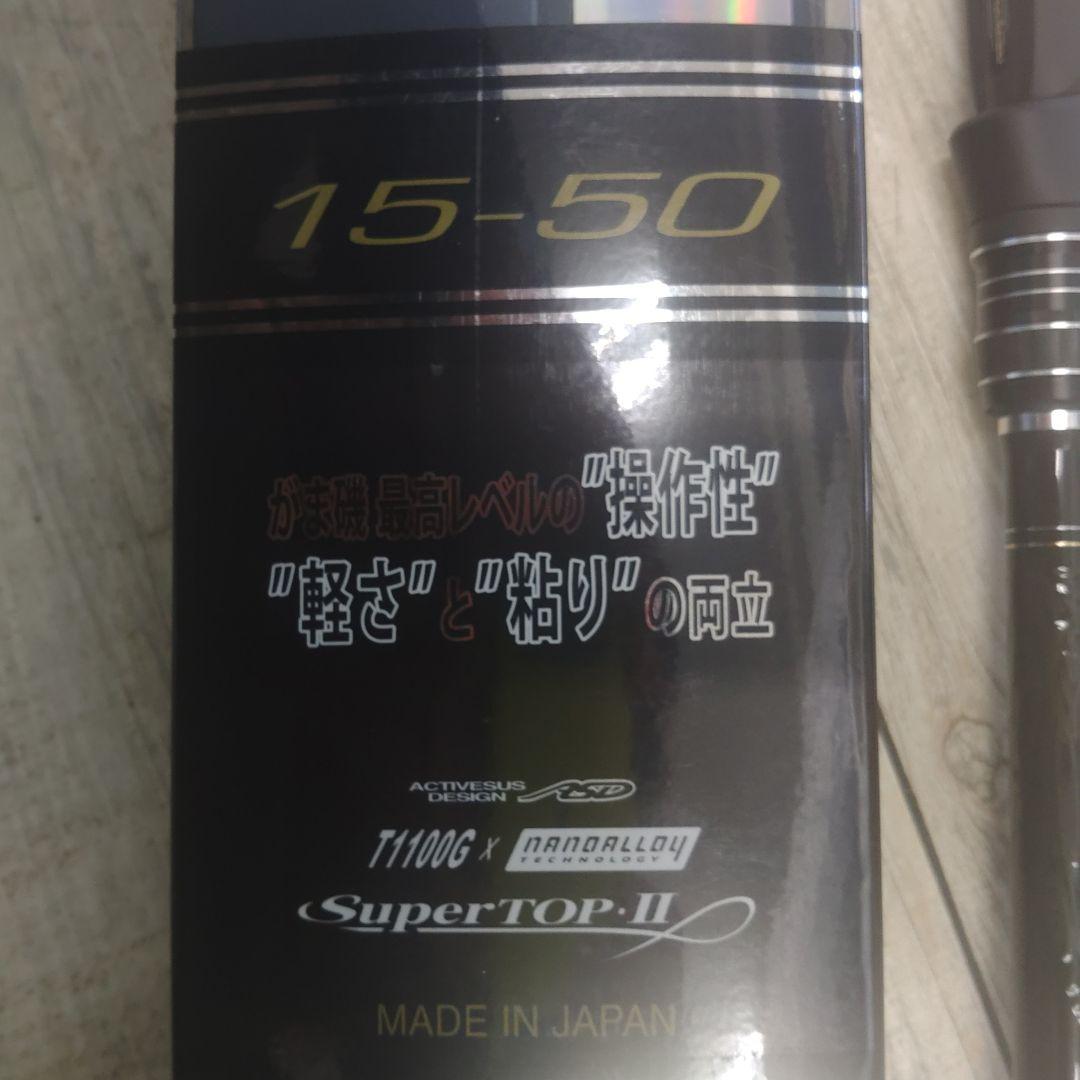 15-50
がま磯 最高レベルの"操作性"
"軽さ"と"粘り"の両立
ACTIVESUS
DESIGN ASD
T1100G x NANOALLOY
TECHNOLOGY
SuperTOP・II
MADE IN JAPAN